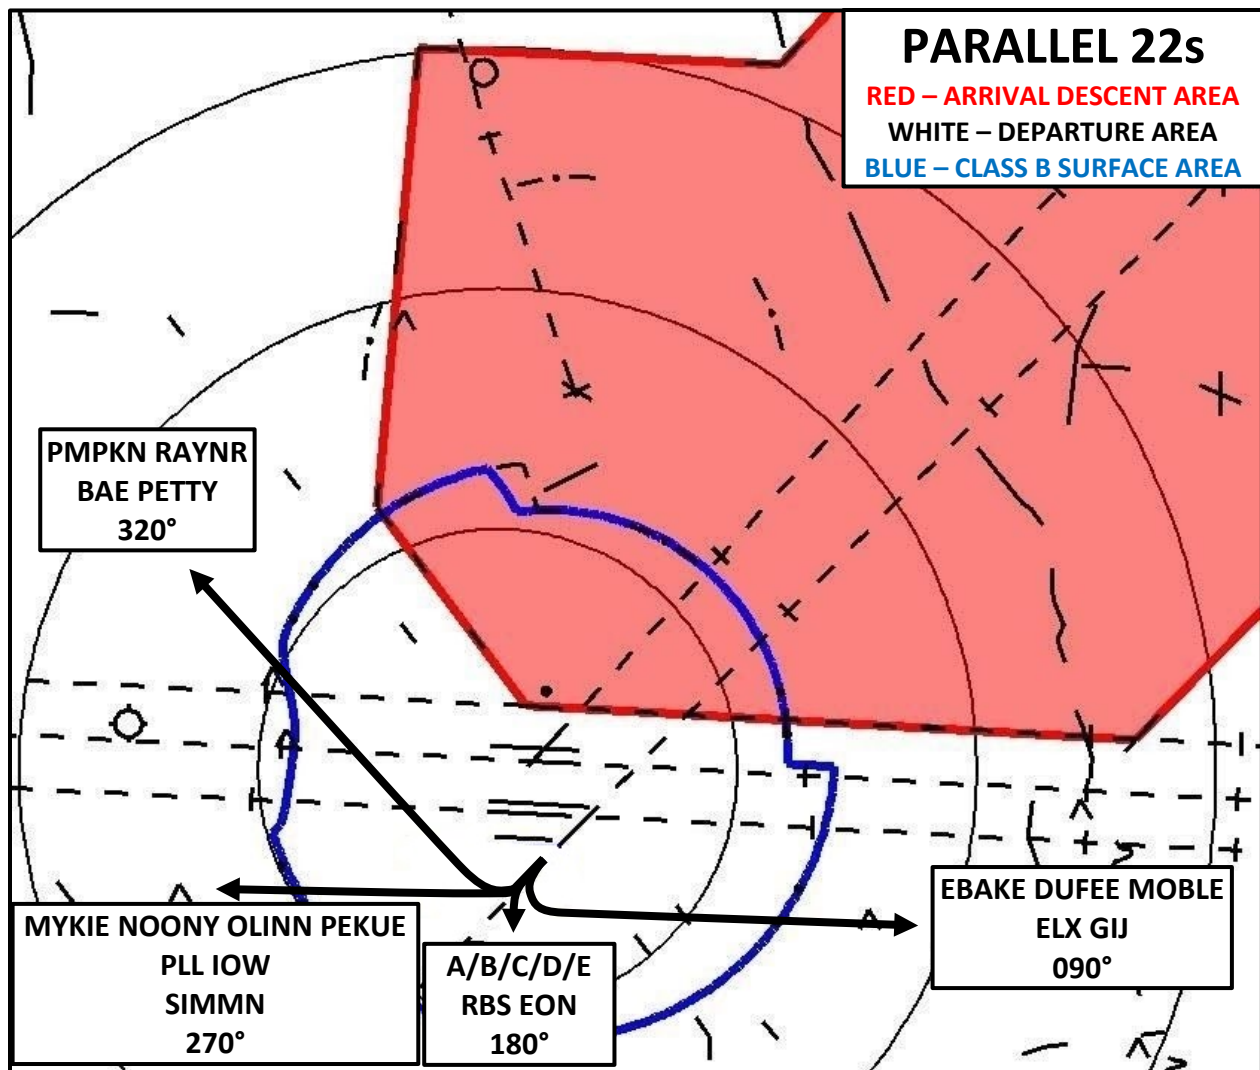 PARALLEL 22s
RED – ARRIVAL DESCENT AREA
WHITE – DEPARTURE AREA
BLUE – CLASS B SURFACE AREA
PMPKN RAYNR
BAE PETTY
320°
MYKIE NOONY OLINN PEKUE
PLL IOW
SIMMN
270°
A/B/C/D/E
RBS EON
180°
EBAKE DUFEE MOBLE
ELX GIJ
090°